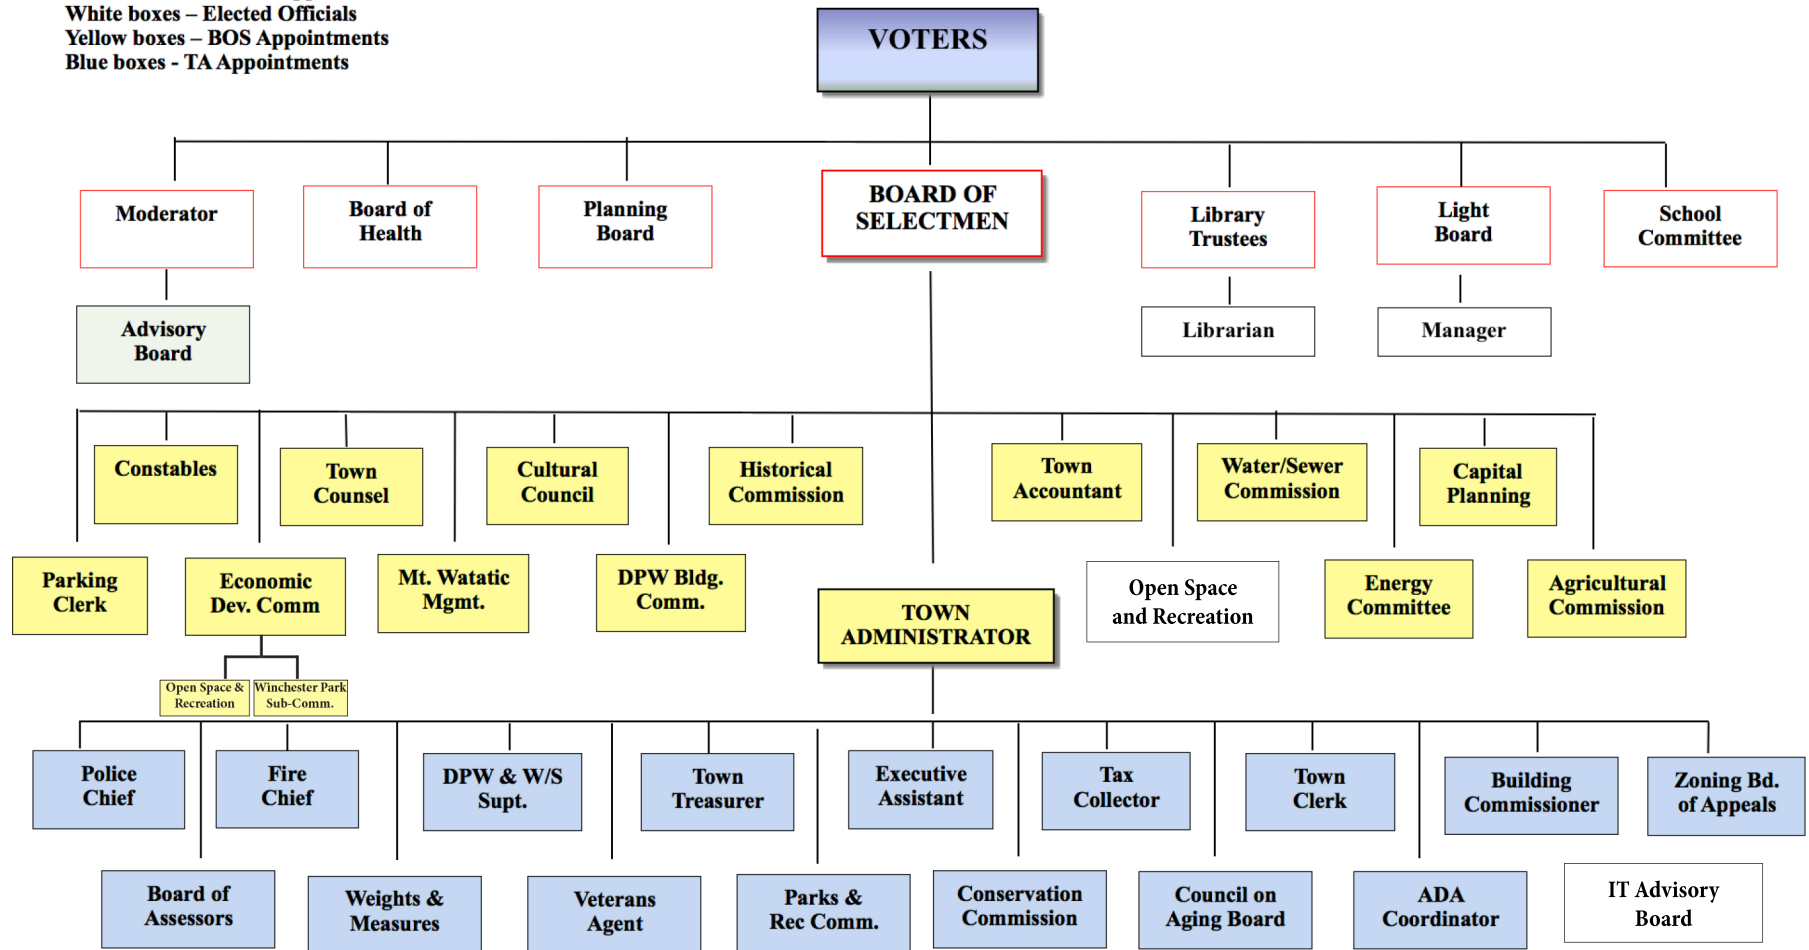 White boxes – Elected Officials
Yellow boxes – BOS Appointments
Blue boxes - TA Appointments
VOTERS
Moderator
Board of
Health
Planning
Board
BOARD OF
SELECTMEN
Library
Trustees
Light
Board
School
Committee
Advisory
Board
Librarian
Manager
Constables
Town
Counsel
Cultural
Council
Historical
Commission
Town
Accountant
Water/Sewer
Commission
Capital
Planning
Parking
Clerk
Economic
Dev. Comm
Mt. Watatic
Mgmt.
DPW Bldg.
Comm.
TOWN
ADMINISTRATOR
Open Space
and Recreation
Energy
Committee
Agricultural
Commission
Open Space &
Recreation
Winchester Park
Sub-Comm.
Police
Chief
Fire
Chief
DPW & W/S
Supt.
Town
Treasurer
Executive
Assistant
Tax
Collector
Town
Clerk
Building
Commissioner
Zoning Bd.
of Appeals
Board of
Assessors
Weights &
Measures
Veterans
Agent
Parks &
Rec Comm.
Conservation
Commission
Council on
Aging Board
ADA
Coordinator
IT Advisory
Board